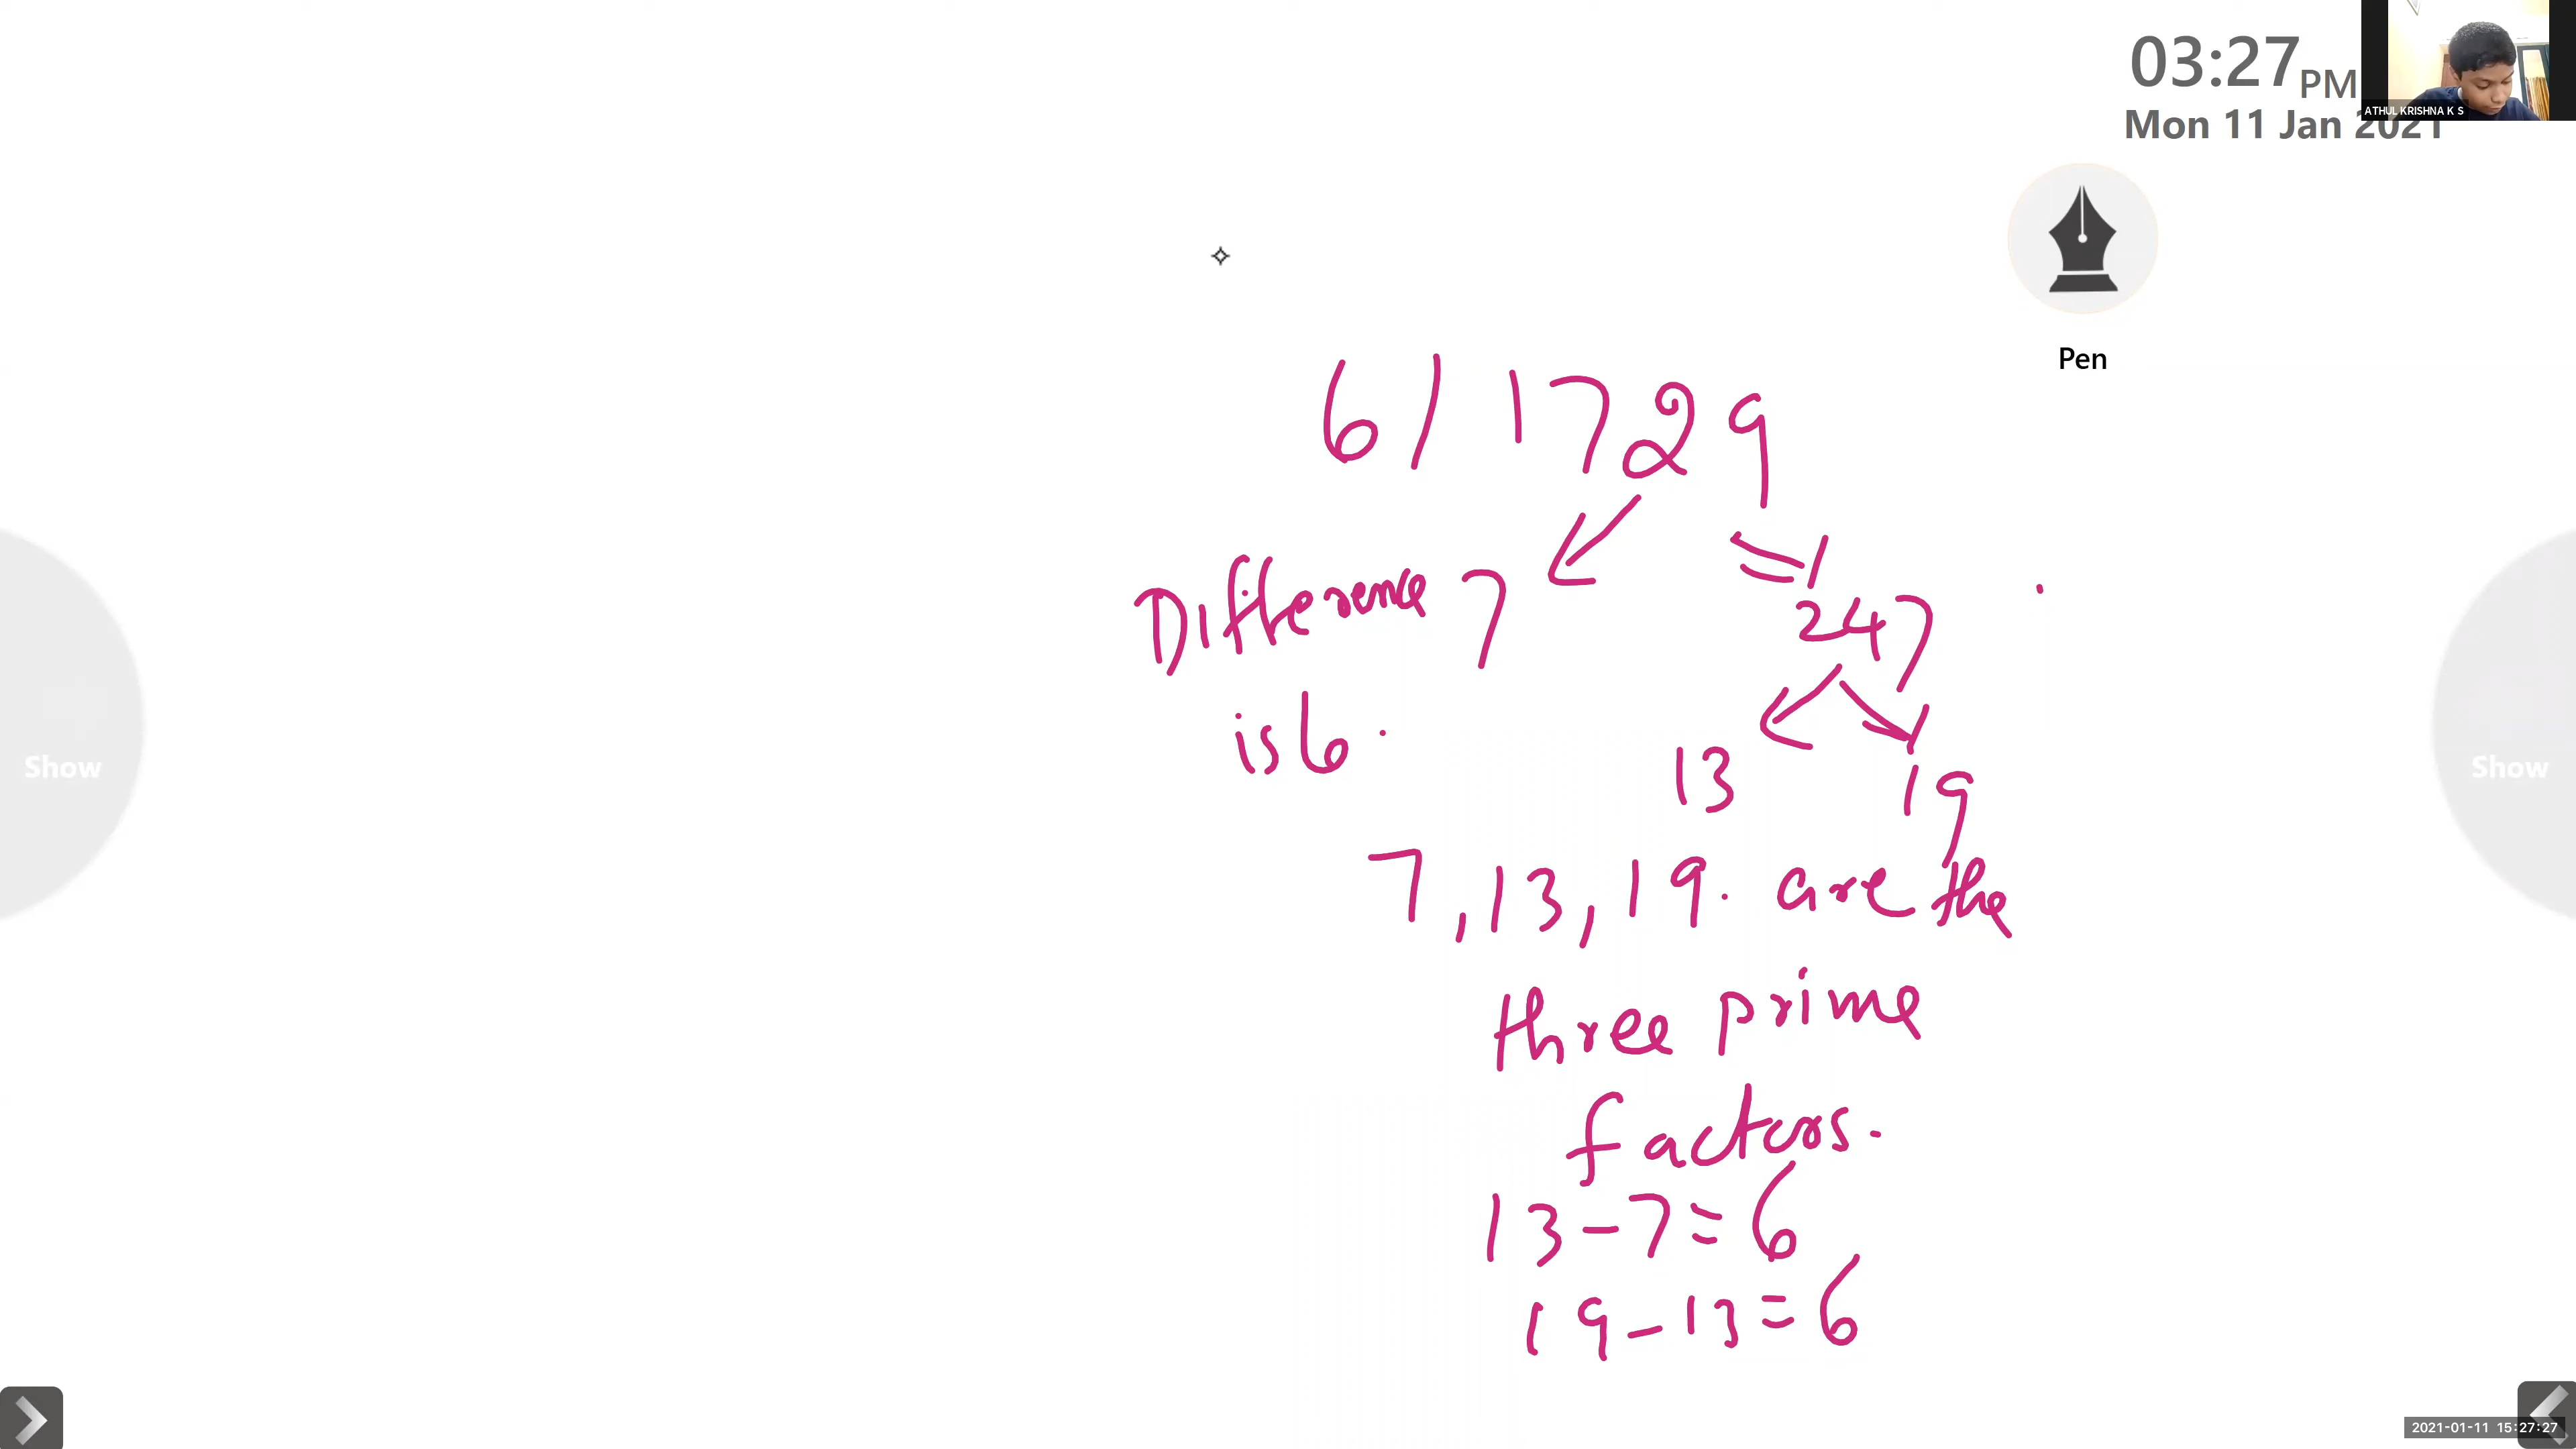 03:27 PM
Mon 11 Jan 2021
ATHUL KRISHNA K S
Pen
6/ 1729
Difference 7
247
is 6.
13 19
7, 13, 19. are the
three prime
factors.
13-7=6
19-13=6
Show
Show
2021-01-11 15:27:27